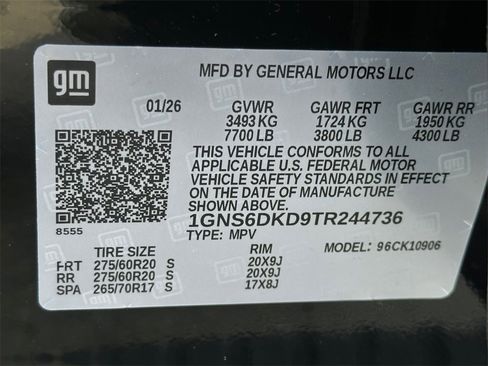 gm
MFD BY GENERAL MOTORS LLC
01/26 GVWR GAWR FRT GAWR RR
3493 KG 1724 KG 1950 KG
7700 LB 3800 LB 4300 LB
THIS VEHICLE CONFORMS TO ALL
APPLICABLE U.S. FEDERAL MOTOR
VEHICLE SAFETY STANDARDS IN EFFECT
ON THE DATE OF MANUFACTURE
SHOWN ABOVE.
8555
1GNS6DKD9TR244736
TYPE: MPV MODEL: 96CK10906
TIRE SIZE RIM
FRT 275/60R20 S 20X9J
RR 275/60R20 S 20X9J
SPA 265/70R17 S 17X8J